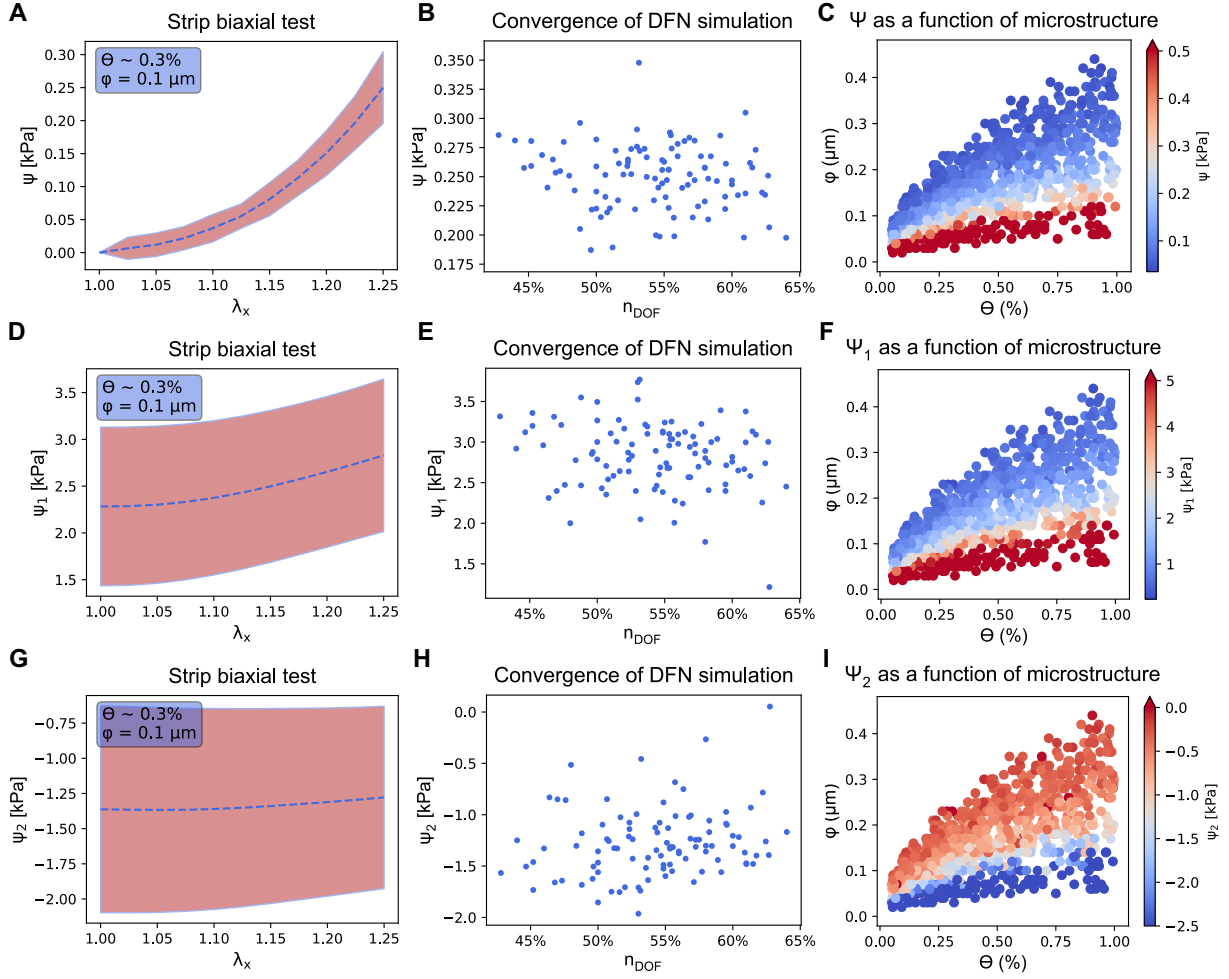 A
Strip biaxial test
ϴ ~ 0.3%
φ = 0.1 µm
0.30
0.25
0.20
0.15
0.10
0.05
0.00
ψ [kPa]
1.00 1.05 1.10 1.15 1.20 1.25
λx
B
Convergence of DFN simulation
0.350
0.325
0.300
0.275
0.250
0.225
0.200
0.175
ψ [kPa]
45% 50% 55% 60% 65%
nDOF
C
Ψ as a function of microstructure
0.4
0.3
0.2
0.1
0.0
φ (µm)
0.00 0.25 0.50 0.75 1.00
ϴ (%)
0.5
0.4
0.3
0.2
0.1
ψ [kPa]
D
Strip biaxial test
ϴ ~ 0.3%
φ = 0.1 µm
3.5
3.0
2.5
2.0
1.5
ψ1 [kPa]
1.00 1.05 1.10 1.15 1.20 1.25
λx
E
Convergence of DFN simulation
3.5
3.0
2.5
2.0
1.5
ψ1 [kPa]
45% 50% 55% 60% 65%
nDOF
F
Ψ1 as a function of microstructure
0.4
0.3
0.2
0.1
0.0
φ (µm)
0.00 0.25 0.50 0.75 1.00
ϴ (%)
5
4
3
2
1
ψ1 [kPa]
G
Strip biaxial test
ϴ ~ 0.3%
φ = 0.1 µm
−0.75
−1.00
−1.25
−1.50
−1.75
−2.00
ψ2 [kPa]
1.00 1.05 1.10 1.15 1.20 1.25
λx
H
Convergence of DFN simulation
0.0
−0.5
−1.0
−1.5
−2.0
ψ2 [kPa]
45% 50% 55% 60% 65%
nDOF
I
Ψ2 as a function of microstructure
0.4
0.3
0.2
0.1
0.0
φ (µm)
0.00 0.25 0.50 0.75 1.00
ϴ (%)
0.0
−0.5
−1.0
−1.5
−2.0
−2.5
ψ2 [kPa]